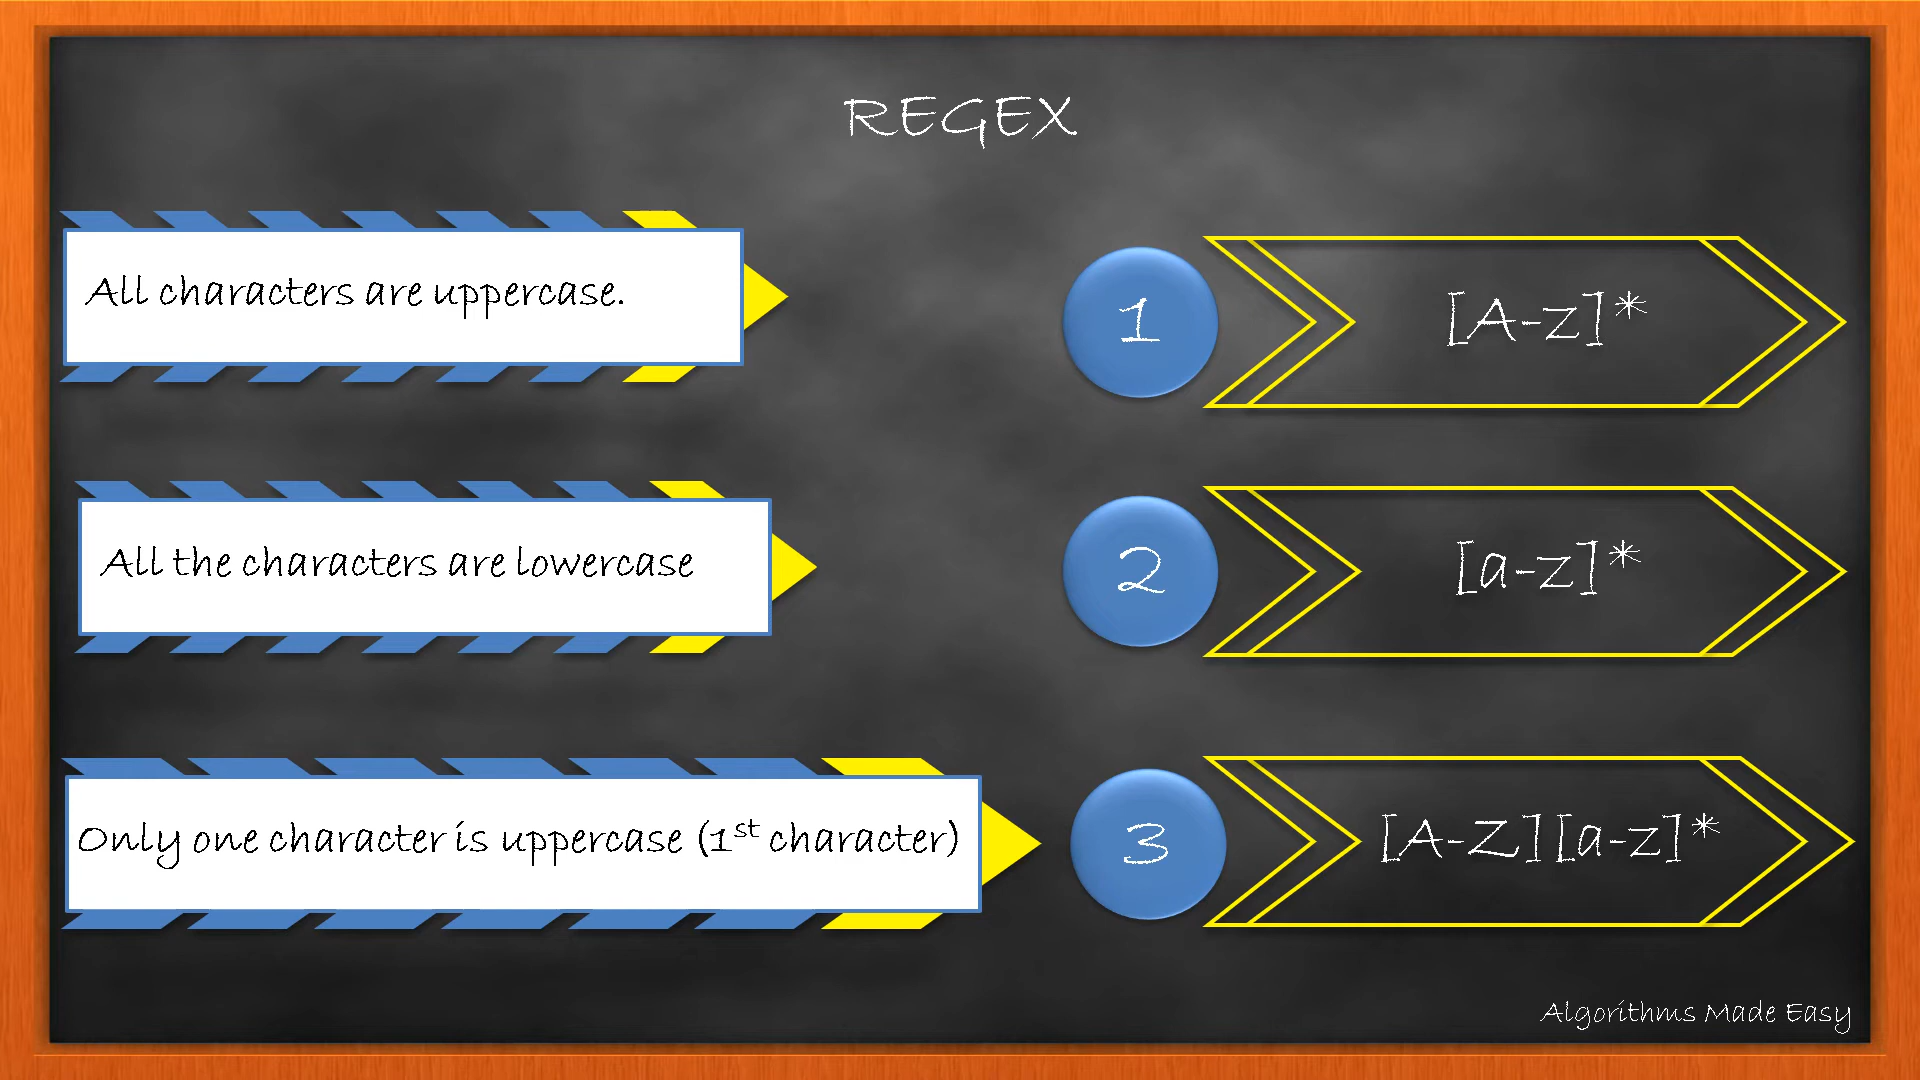 REGEX
All characters are uppercase.
1
[A-z]*
All the characters are lowercase
2
[a-z]*
Only one character is uppercase (1st character)
3
[A-Z][a-z]*
Algorithms Made Easy